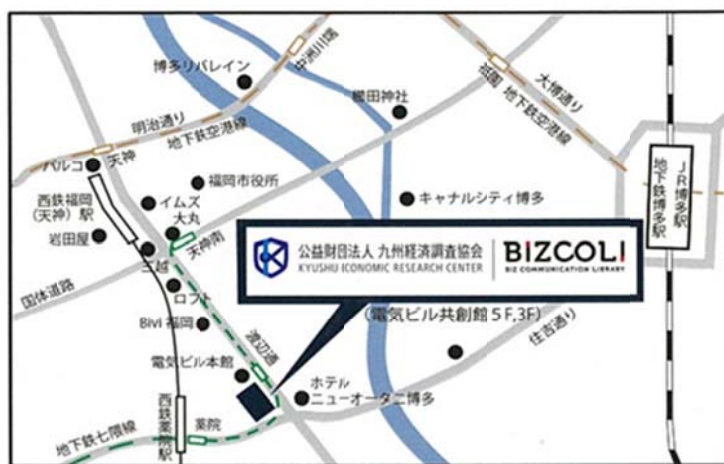 博多リバレイン
中洲川端
櫛田神社
祇園
大博通り
地下鉄空港線
明治通り
地下鉄空港線
パルコ
天神
西鉄福岡
(天神)駅
福岡市役所
イムズ
大丸
天神南
岩田屋
三越
国体道路
ロフト
Bivi 福岡
渡辺通
電気ビル本館
キャナルシティ博多
JR博多駅
地下鉄博多駅
公益財団法人 九州経済調査協会
KYUSHU ICONOMIC RESEARCH CENTER
BIZCOLI
BIZ COMMUNICATION LIBRARY
(電気ビル共創館5F,3F)
住吉通り
ホテル
ニューオータニ博多
西鉄薬院駅
薬院
地下鉄七隈線